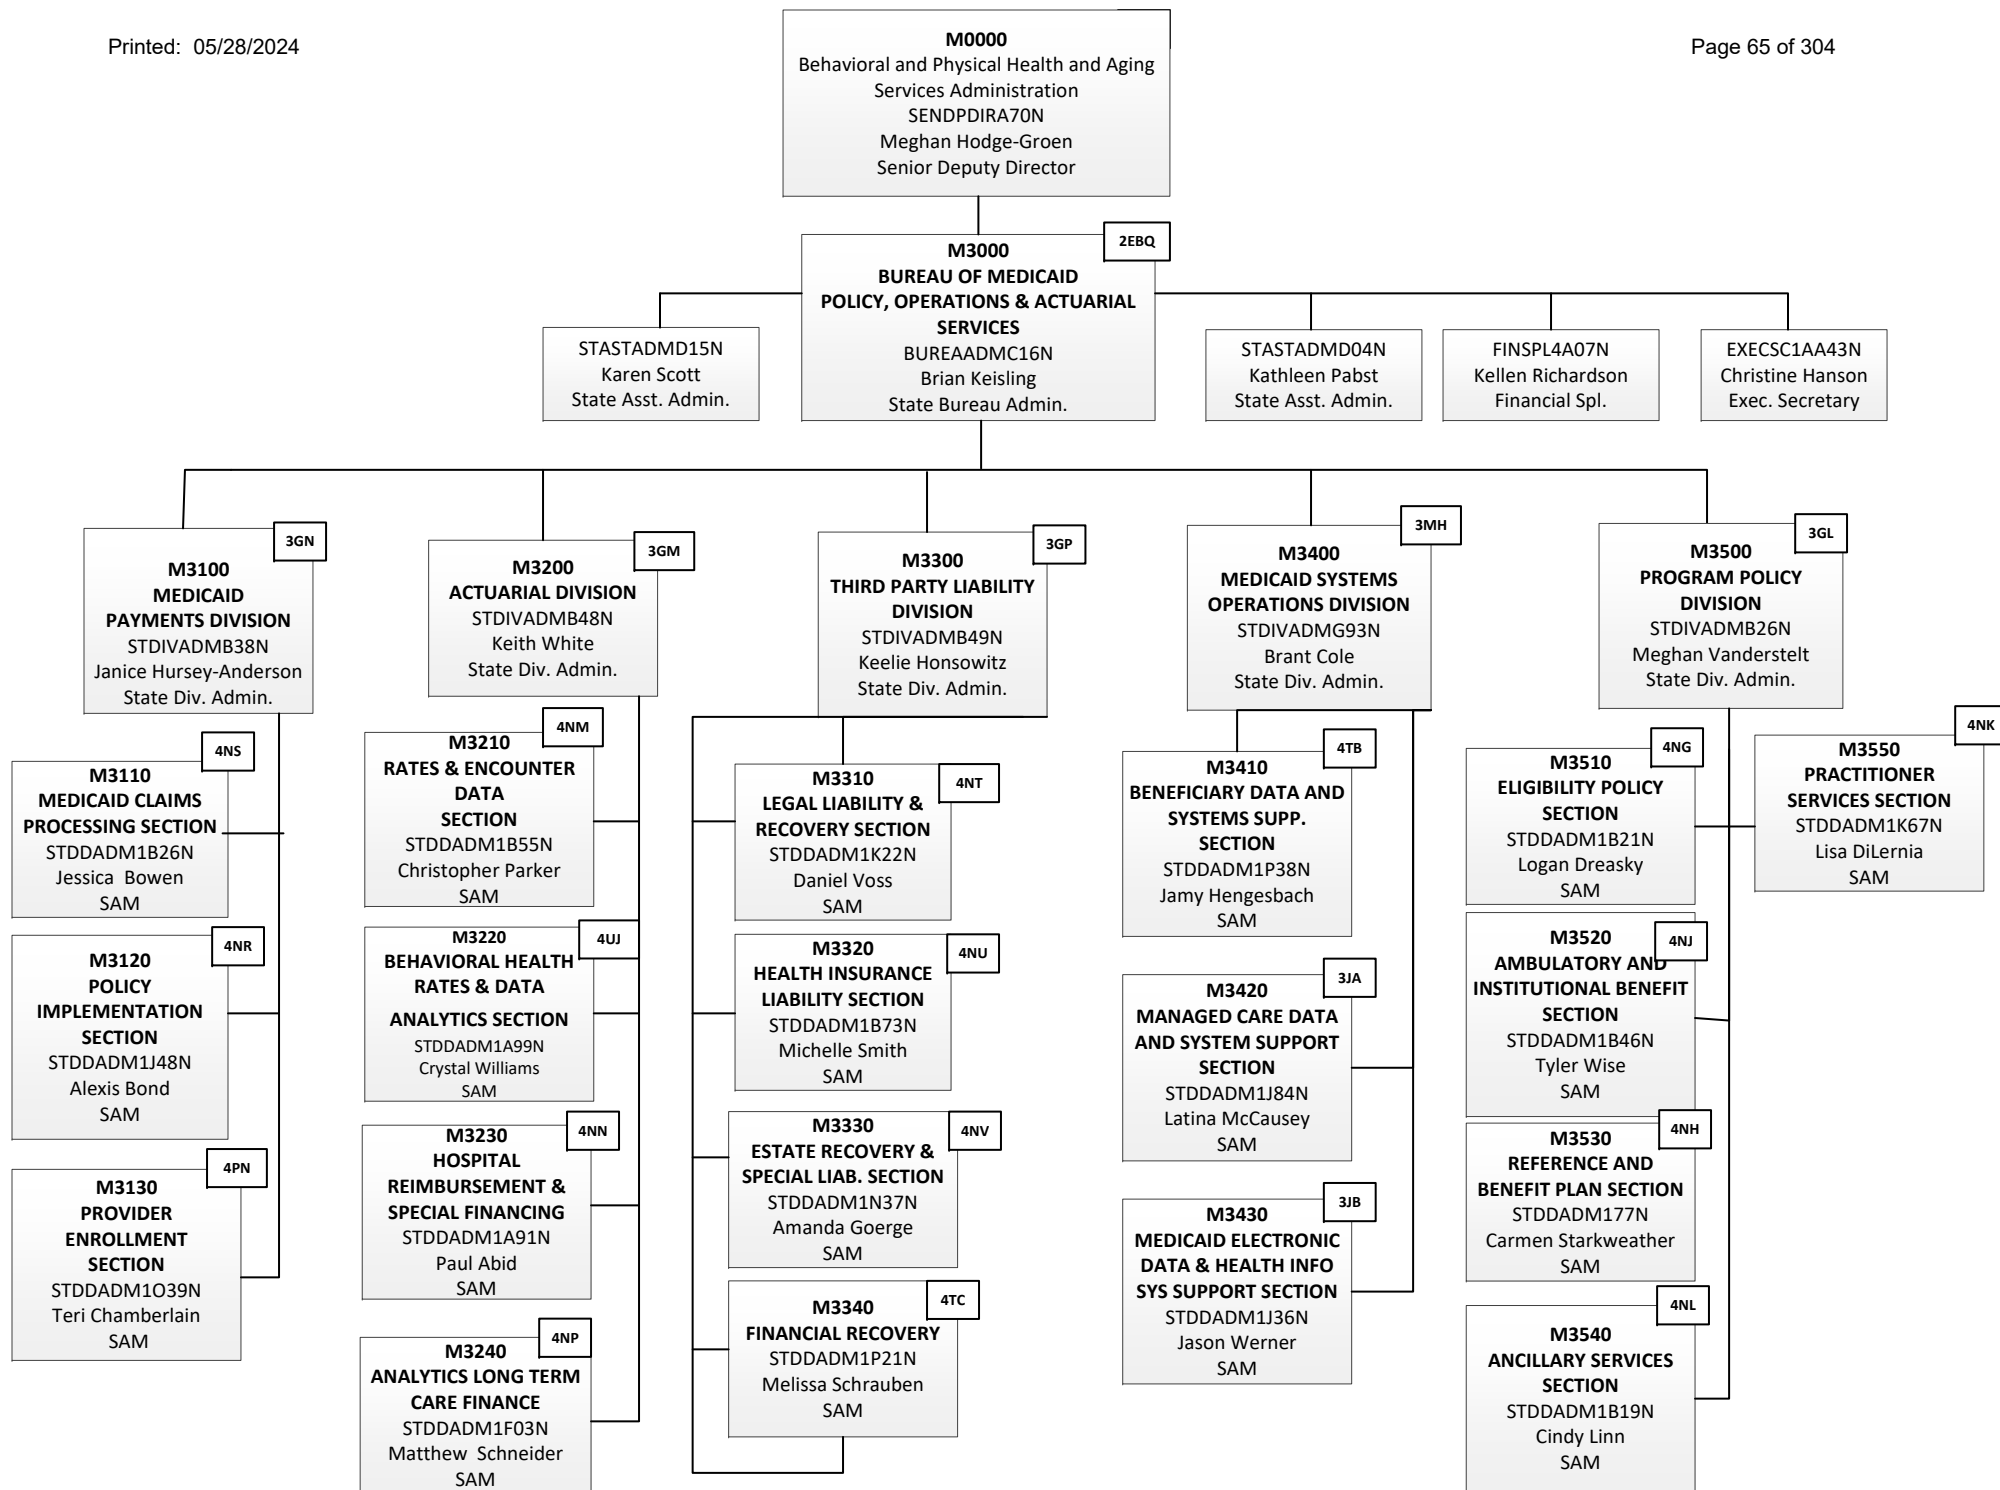 Printed: 05/28/2024
Page 65 of 304
M0000
Behavioral and Physical Health and Aging
Services Administration
SENDPDIRA70N
Meghan Hodge-Groen
Senior Deputy Director
2EBQ
M3000
BUREAU OF MEDICAID
POLICY, OPERATIONS & ACTUARIAL
SERVICES
BUREAADMC16N
Brian Keisling
State Bureau Admin.
STASTADMD15N
Karen Scott
State Asst. Admin.
STASTADMD04N
Kathleen Pabst
State Asst. Admin.
FINSPL4A07N
Kellen Richardson
Financial Spl.
EXECSC1AA43N
Christine Hanson
Exec. Secretary
3GN
M3100
MEDICAID
PAYMENTS DIVISION
STDIVADMB38N
Janice Hursey-Anderson
State Div. Admin.
3GM
M3200
ACTUARIAL DIVISION
STDIVADMB48N
Keith White
State Div. Admin.
3GP
M3300
THIRD PARTY LIABILITY
DIVISION
STDIVADMB49N
Keelie Honsowitz
State Div. Admin.
3MH
M3400
MEDICAID SYSTEMS
OPERATIONS DIVISION
STDIVADMG93N
Brant Cole
State Div. Admin.
3GL
M3500
PROGRAM POLICY
DIVISION
STDIVADMB26N
Meghan Vanderstelt
State Div. Admin.
4NS
M3110
MEDICAID CLAIMS
PROCESSING SECTION
STDDADM1B26N
Jessica Bowen
SAM
4NR
M3120
POLICY
IMPLEMENTATION
SECTION
STDDADM1J48N
Alexis Bond
SAM
4PN
M3130
PROVIDER
ENROLLMENT
SECTION
STDDADM1O39N
Teri Chamberlain
SAM
4NM
M3210
RATES & ENCOUNTER
DATA
SECTION
STDDADM1B55N
Christopher Parker
SAM
4UJ
M3220
BEHAVIORAL HEALTH
RATES & DATA
ANALYTICS SECTION
STDDADM1A99N
Crystal Williams
SAM
4NN
M3230
HOSPITAL
REIMBURSEMENT &
SPECIAL FINANCING
STDDADM1A91N
Paul Abid
SAM
4NP
M3240
ANALYTICS LONG TERM
CARE FINANCE
STDDADM1F03N
Matthew Schneider
SAM
4NT
M3310
LEGAL LIABILITY &
RECOVERY SECTION
STDDADM1K22N
Daniel Voss
SAM
4NU
M3320
HEALTH INSURANCE
LIABILITY SECTION
STDDADM1B73N
Michelle Smith
SAM
4NV
M3330
ESTATE RECOVERY &
SPECIAL LIAB. SECTION
STDDADM1N37N
Amanda Goerge
SAM
4TC
M3340
FINANCIAL RECOVERY
STDDADM1P21N
Melissa Schrauben
SAM
4TB
M3410
BENEFICIARY DATA AND
SYSTEMS SUPP.
SECTION
STDDADM1P38N
Jamy Hengesbach
SAM
3JA
M3420
MANAGED CARE DATA
AND SYSTEM SUPPORT
SECTION
STDDADM1J84N
Latina McCausey
SAM
3JB
M3430
MEDICAID ELECTRONIC
DATA & HEALTH INFO
SYS SUPPORT SECTION
STDDADM1J36N
Jason Werner
SAM
4NG
M3510
ELIGIBILITY POLICY
SECTION
STDDADM1B21N
Logan Dreasky
SAM
4NK
M3550
PRACTITIONER
SERVICES SECTION
STDDADM1K67N
Lisa DiLernia
SAM
4NJ
M3520
AMBULATORY AND
INSTITUTIONAL BENEFIT
SECTION
STDDADM1B46N
Tyler Wise
SAM
4NH
M3530
REFERENCE AND
BENEFIT PLAN SECTION
STDDADM177N
Carmen Starkweather
SAM
4NL
M3540
ANCILLARY SERVICES
SECTION
STDDADM1B19N
Cindy Linn
SAM